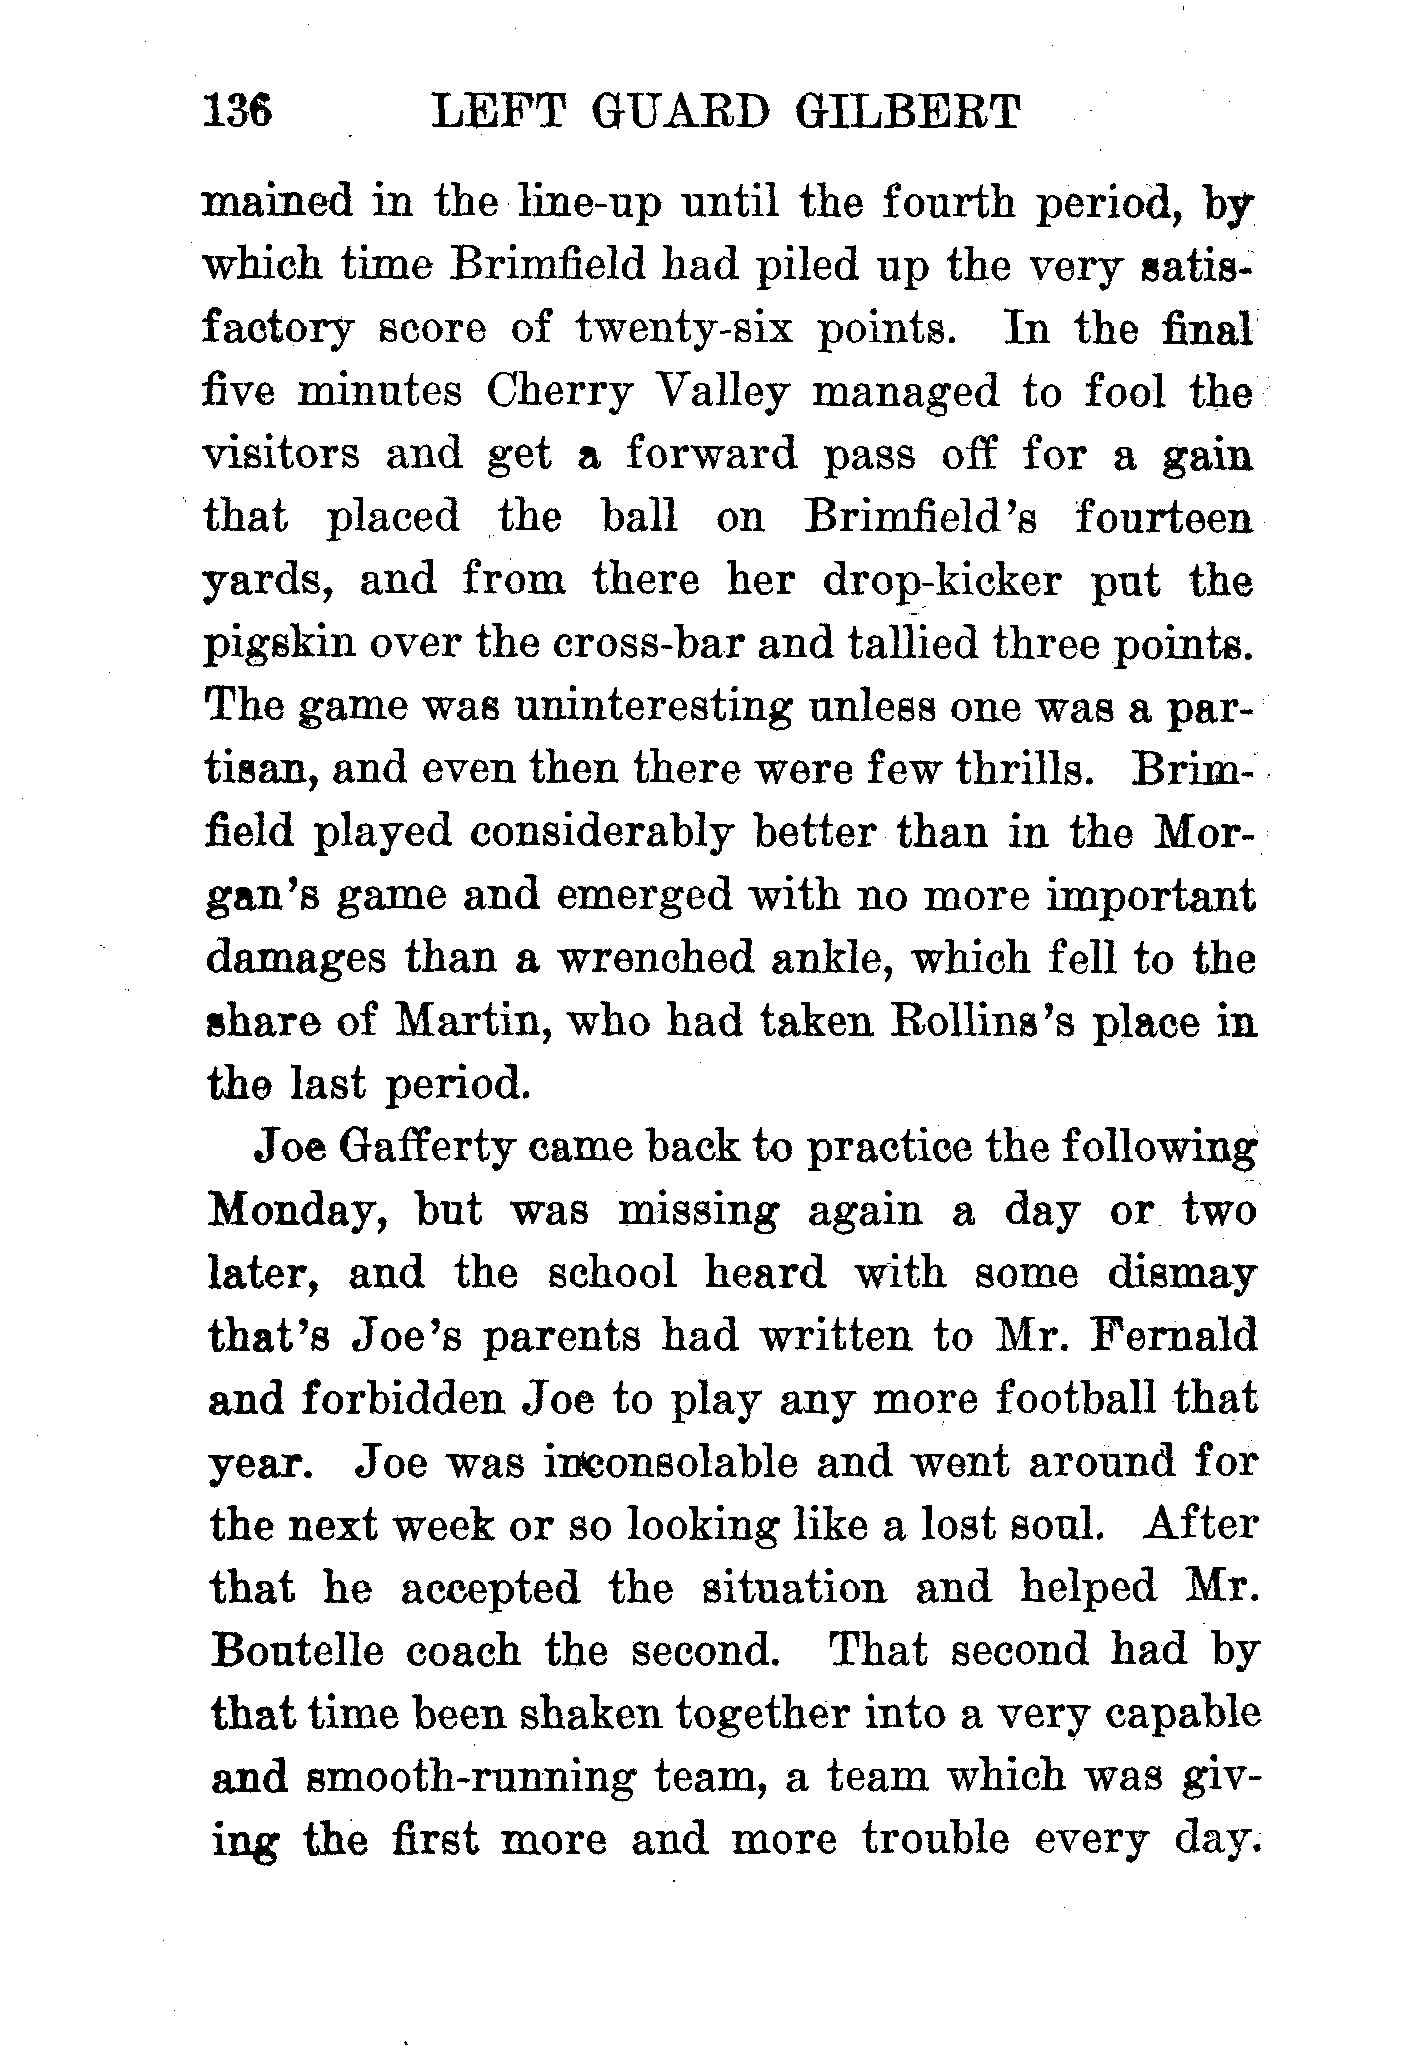 136 LEFT GUARD GILBERT
mained in the line-up until the fourth period, by
which time Brimfield had piled up the very satis-
factory score of twenty-six points. In the final
five minutes Cherry Valley managed to fool the
visitors and get a forward pass off for a gain
that placed the ball on Brimfield's fourteen
yards, and from there her drop-kicker put the
pigskin over the cross-bar and tallied three points.
The game was uninteresting unless one was a par-
tisan, and even then there were few thrills. Brim-
field played considerably better than in the Mor-
gan's game and emerged with no more important
damages than a wrenched ankle, which fell to the
share of Martin, who had taken Rollins's place in
the last period.
Joe Gafferty came back to practice the following
Monday, but was missing again a day or two
later, and the school heard with some dismay
that's Joe's parents had written to Mr. Fernald
and forbidden Joe to play any more football that
year. Joe was inconsolable and went around for
the next week or so looking like a lost soul. After
that he accepted the situation and helped Mr.
Boutelle coach the second. That second had by
that time been shaken together into a very capable
and smooth-running team, a team which was giv-
ing the first more and more trouble every day.